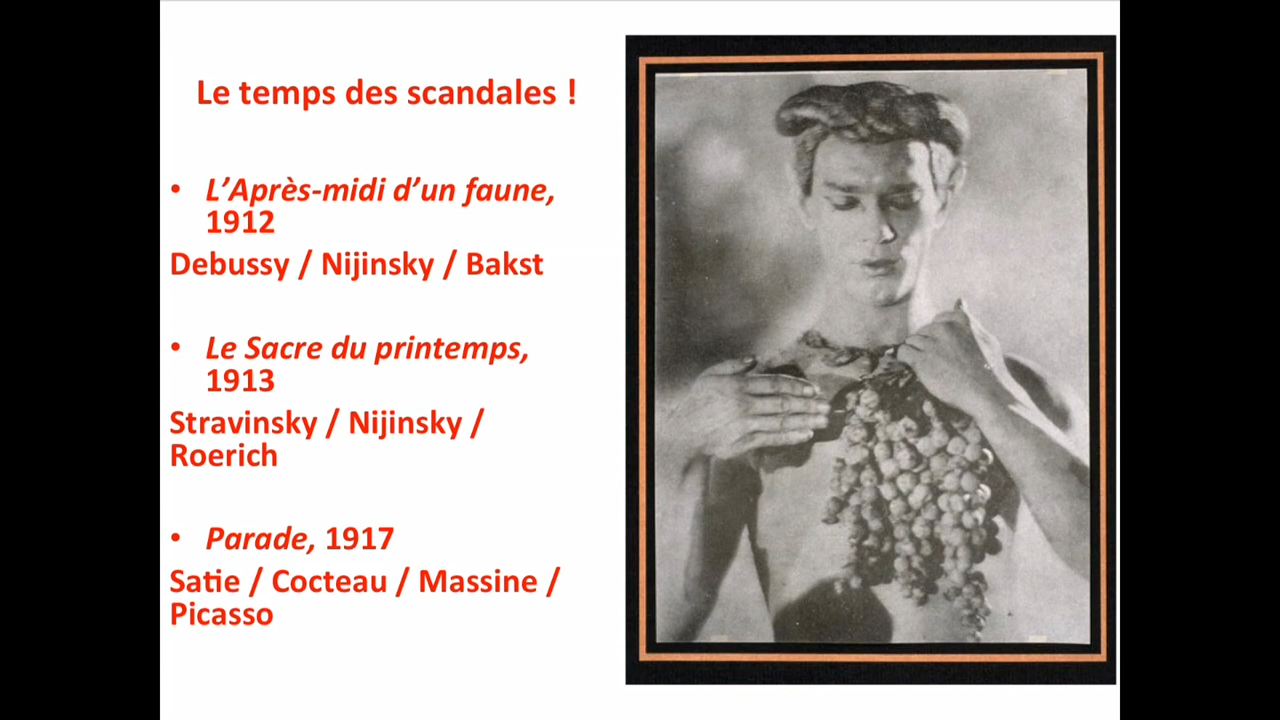 Le temps des scandales !
• L’Après-midi d’un faune,
1912
Debussy / Nijinsky / Bakst
• Le Sacre du printemps,
1913
Stravinsky / Nijinsky /
Roerich
• Parade, 1917
Satie / Cocteau / Massine /
Picasso